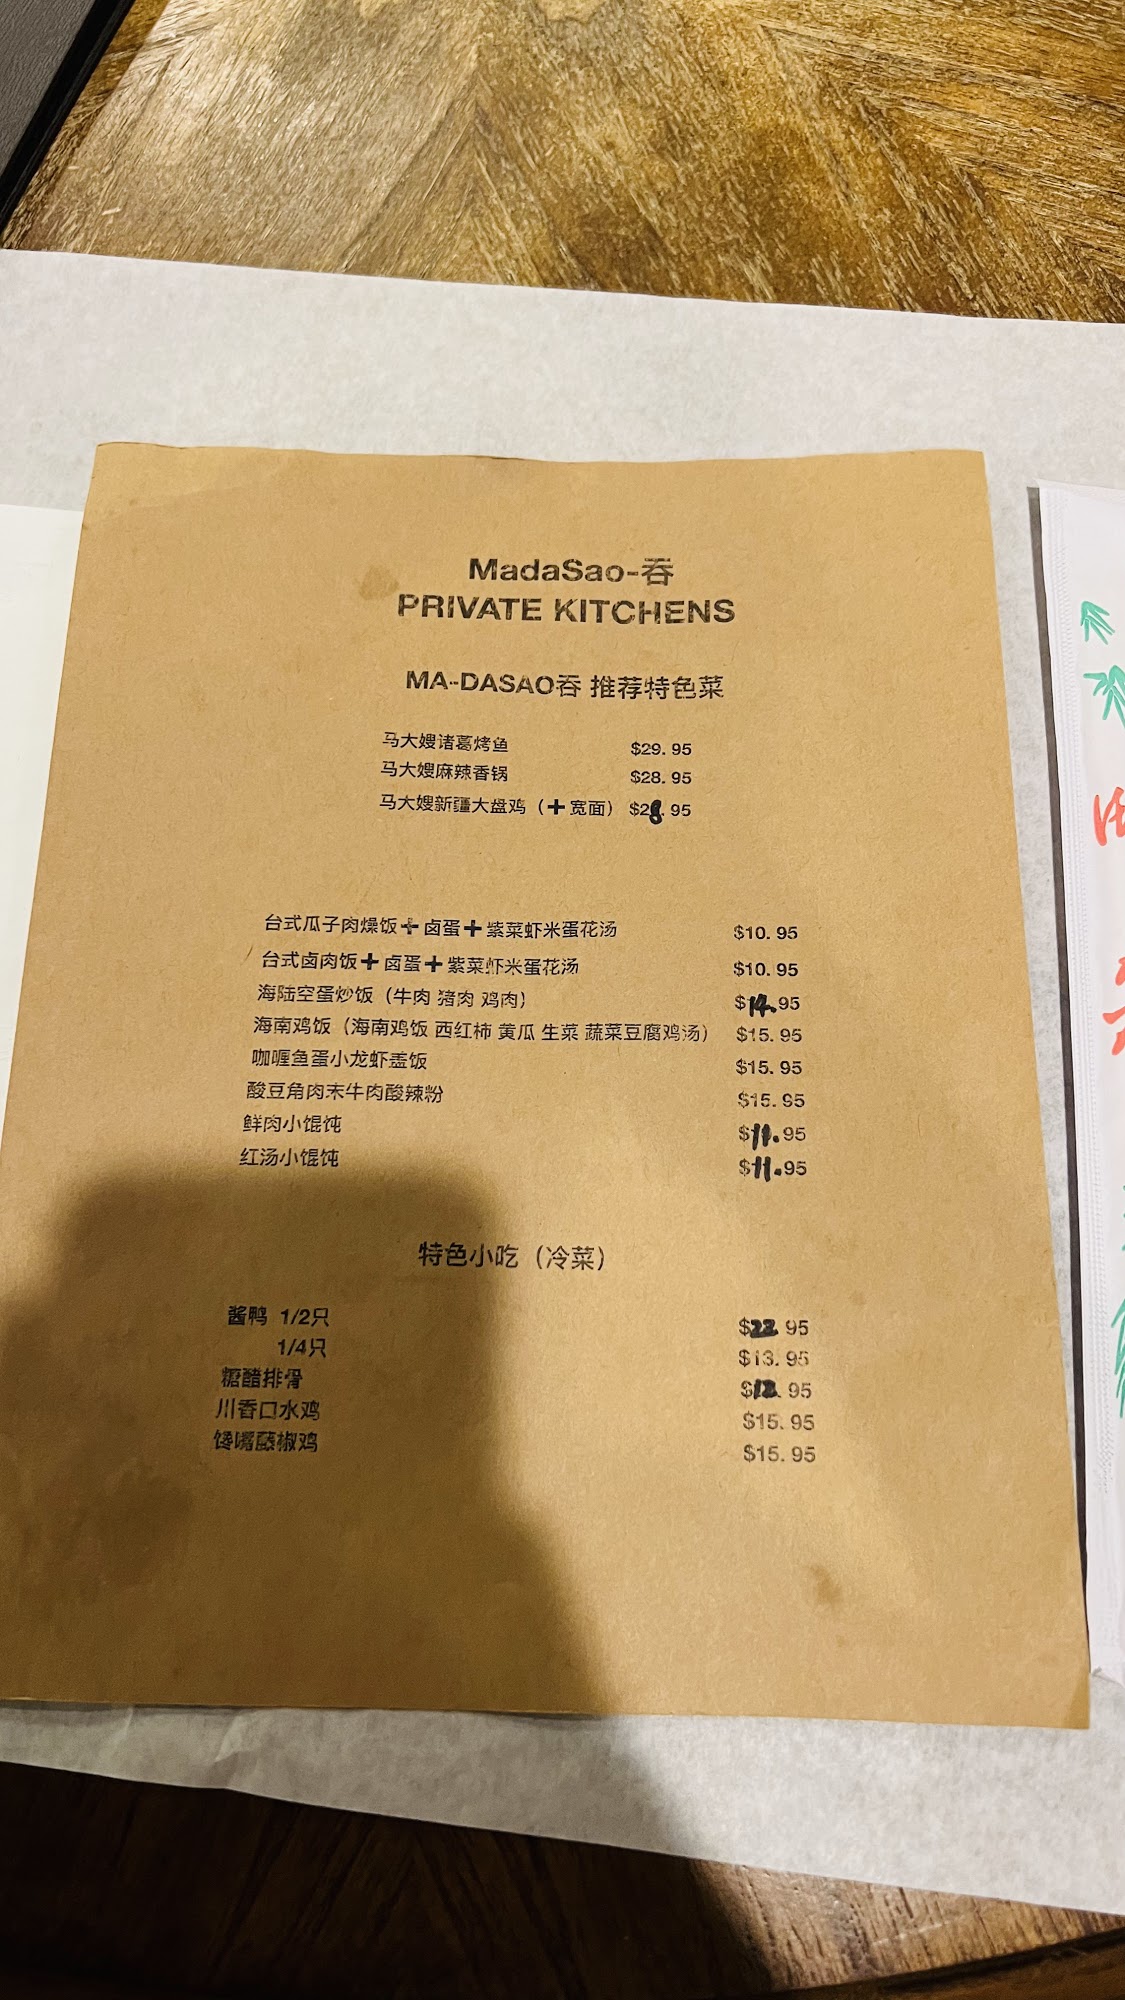 MadaSao-吞
PRIVATE KITCHENS
MA-DASAO吞 推荐特色菜
马大嫂诸葛烤鱼 $29.95
马大嫂麻辣香锅 $28.95
马大嫂新疆大盘鸡（+宽面） $28.95
台式瓜子肉燥饭+卤蛋+紫菜虾米蛋花汤 $10.95
台式卤肉饭+卤蛋+紫菜虾米蛋花汤 $10.95
海陆空蛋炒饭（牛肉 猪肉 鸡肉） $14.95
海南鸡饭（海南鸡饭 西红柿 黄瓜 生菜 蔬菜豆腐鸡汤） $15.95
咖喱鱼蛋小龙虾盖饭 $15.95
酸豆角肉末牛肉酸辣粉 $15.95
鲜肉小馄饨 $11.95
红汤小馄饨 $11.95
特色小吃（冷菜）
酱鸭 1/2只 $22.95
1/4只 $13.95
糖醋排骨 $12.95
川香口水鸡 $15.95
馋嘴藤椒鸡 $15.95